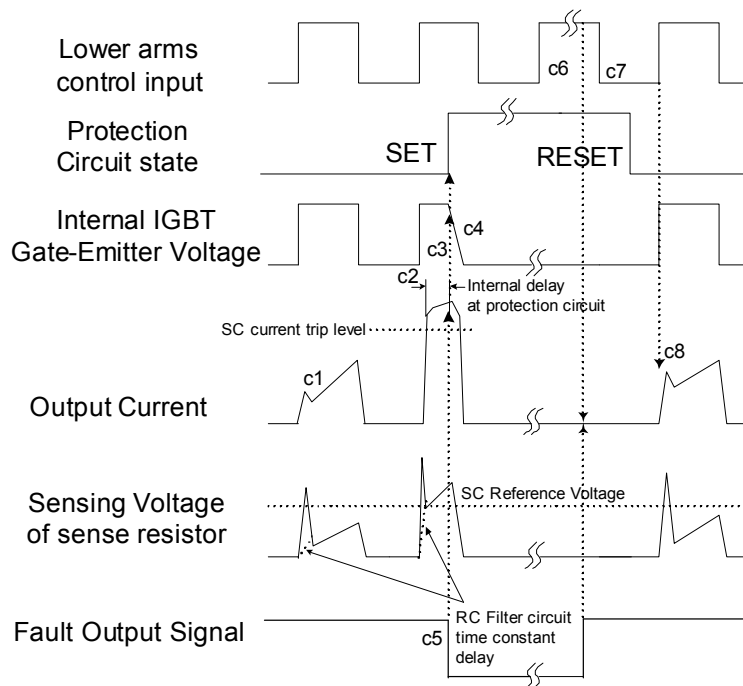 Lower arms
control input
c6
c7
Protection
Circuit state
SET
RESET
Internal IGBT
Gate-Emitter Voltage
c4
c3
c2
Internal delay
at protection circuit
SC current trip level
c1
c8
Output Current
Sensing Voltage
of sense resistor
SC Reference Voltage
Fault Output Signal
c5
RC Filter circuit
time constant
delay